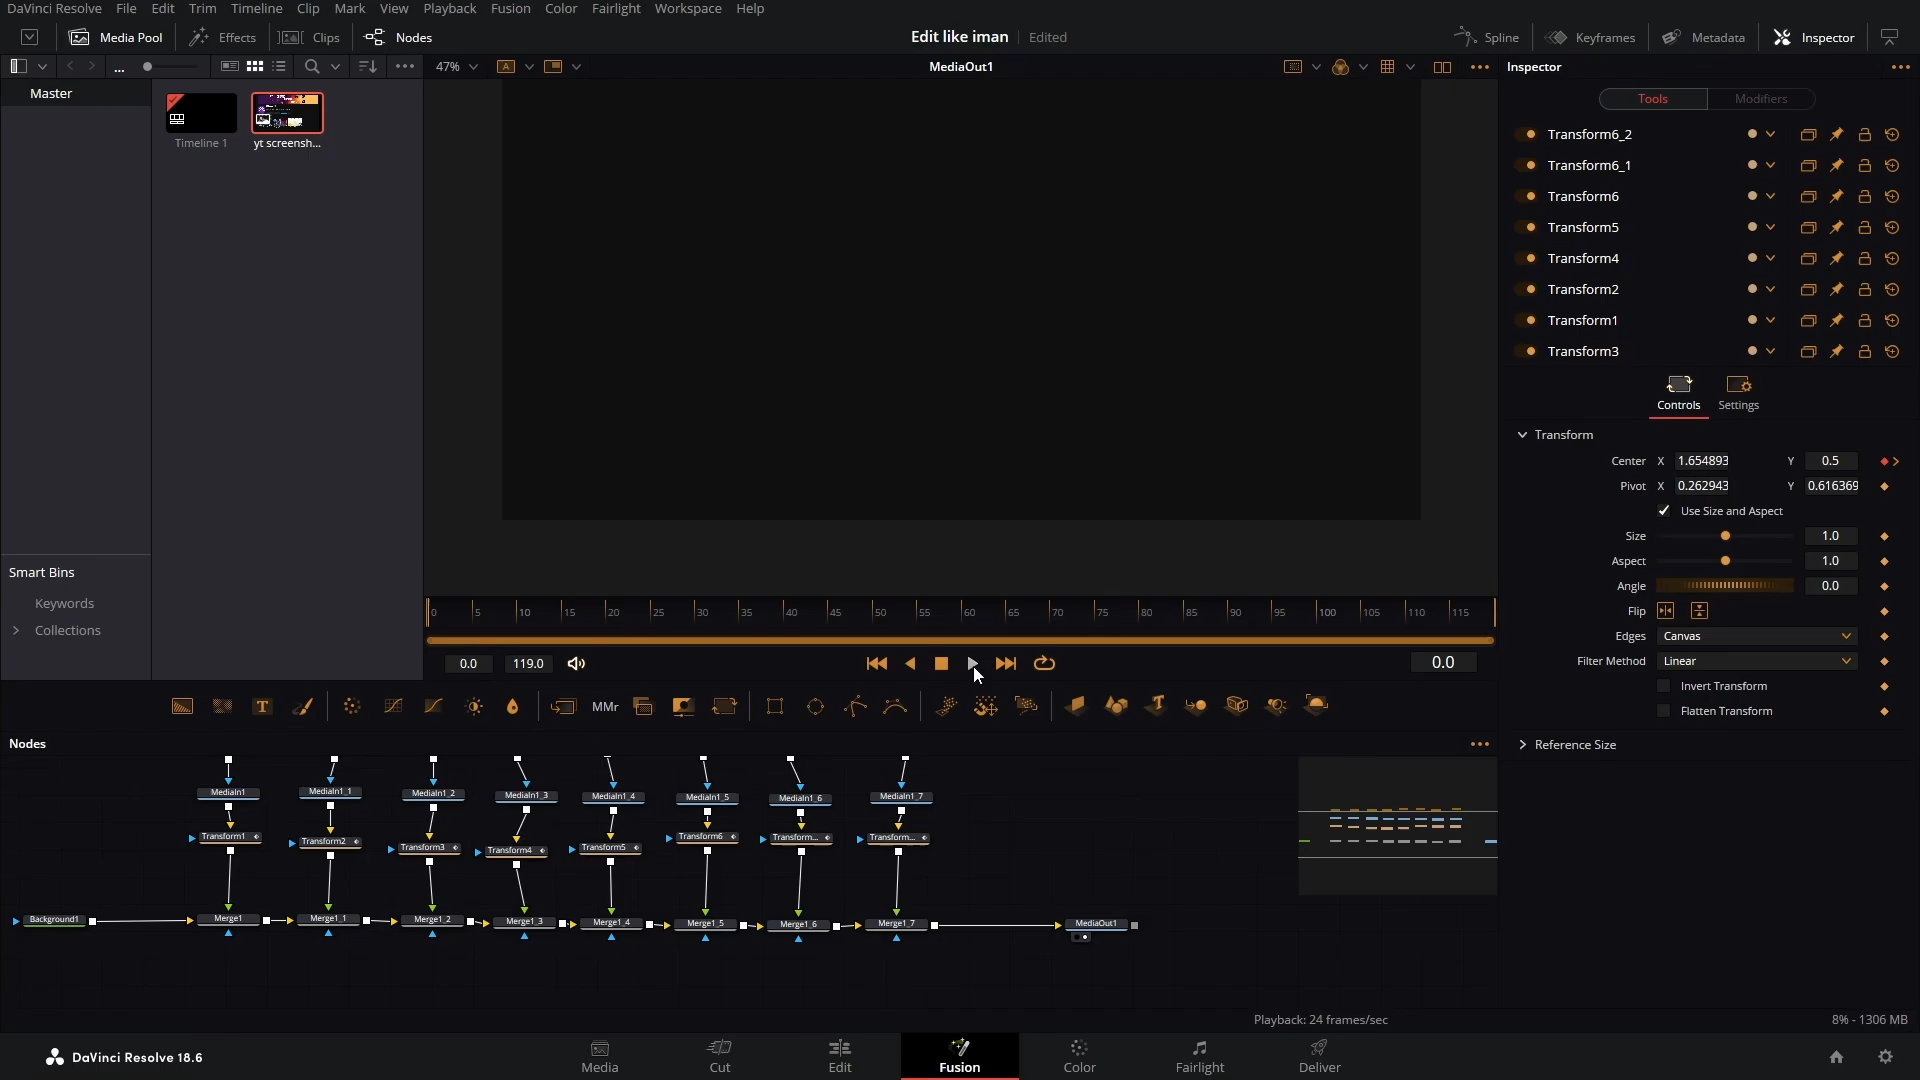 DaVinci Resolve File Edit Trim Timeline Clip Mark View Playback Fusion Color Fairlight Workspace Help
Media Pool Effects Clips Nodes Edit like iman Edited Spline Keyframes Metadata Inspector
... 47% A MediaOut1 Inspector
Master
Timeline 1 yt screensh...
Tools Modifiers
Transform6_2
Transform6_1
Transform6
Transform5
Transform4
Transform2
Transform1
Transform3
Controls Settings
Transform
Center X 1.654893 Y 0.5
Pivot X 0.262943 Y 0.616369
Use Size and Aspect
Size 1.0
Aspect 1.0
Angle 0.0
Flip
Edges Canvas
Filter Method Linear
Invert Transform
Flatten Transform
Reference Size
Smart Bins
Keywords
Collections
0 5 10 15 20 25 30 35 40 45 50 55 60 65 70 75 80 85 90 95 100 105 110 115
0.0 119.0 0.0
T MMr T
Nodes
MediaIn1 MediaIn1_1 MediaIn1_2 MediaIn1_3 MediaIn1_4 MediaIn1_5 MediaIn1_6 MediaIn1_7
Transform1 Transform2 Transform3 Transform4 Transform5 Transform6 Transform... Transform...
Background1 Merge1 Merge1_1 Merge1_2 Merge1_3 Merge1_4 Merge1_5 Merge1_6 Merge1_7 MediaOut1
Playback: 24 frames/sec 8% - 1306 MB
DaVinci Resolve 18.6 Media Cut Edit Fusion Color Fairlight Deliver